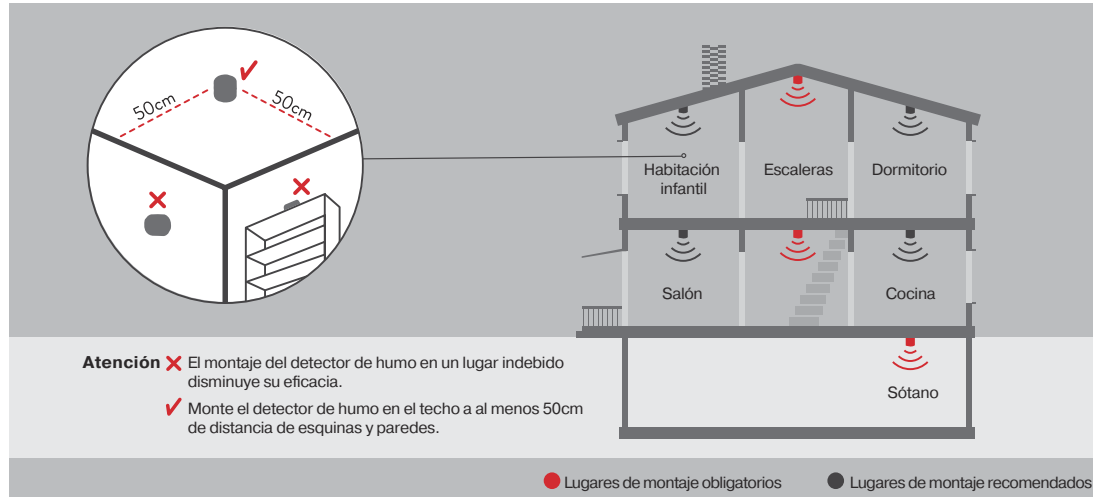 50cm
50cm
Habitación
infantil
Escaleras
Dormitorio
Salón
Cocina
Sótano
Atención El montaje del detector de humo en un lugar indebido
disminuye su eficacia.
Monte el detector de humo en el techo a al menos 50cm
de distancia de esquinas y paredes.
Lugares de montaje obligatorios
Lugares de montaje recomendados